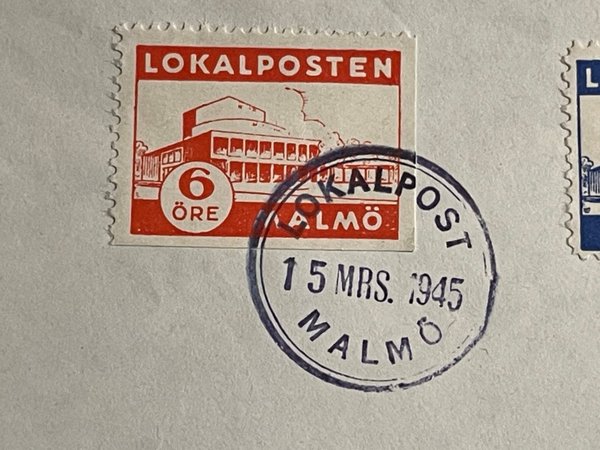 LOKALPOSTEN
6
ÖRE
MALMÖ
LOKALPOST
15 MRS. 1945
MALMÖ
L